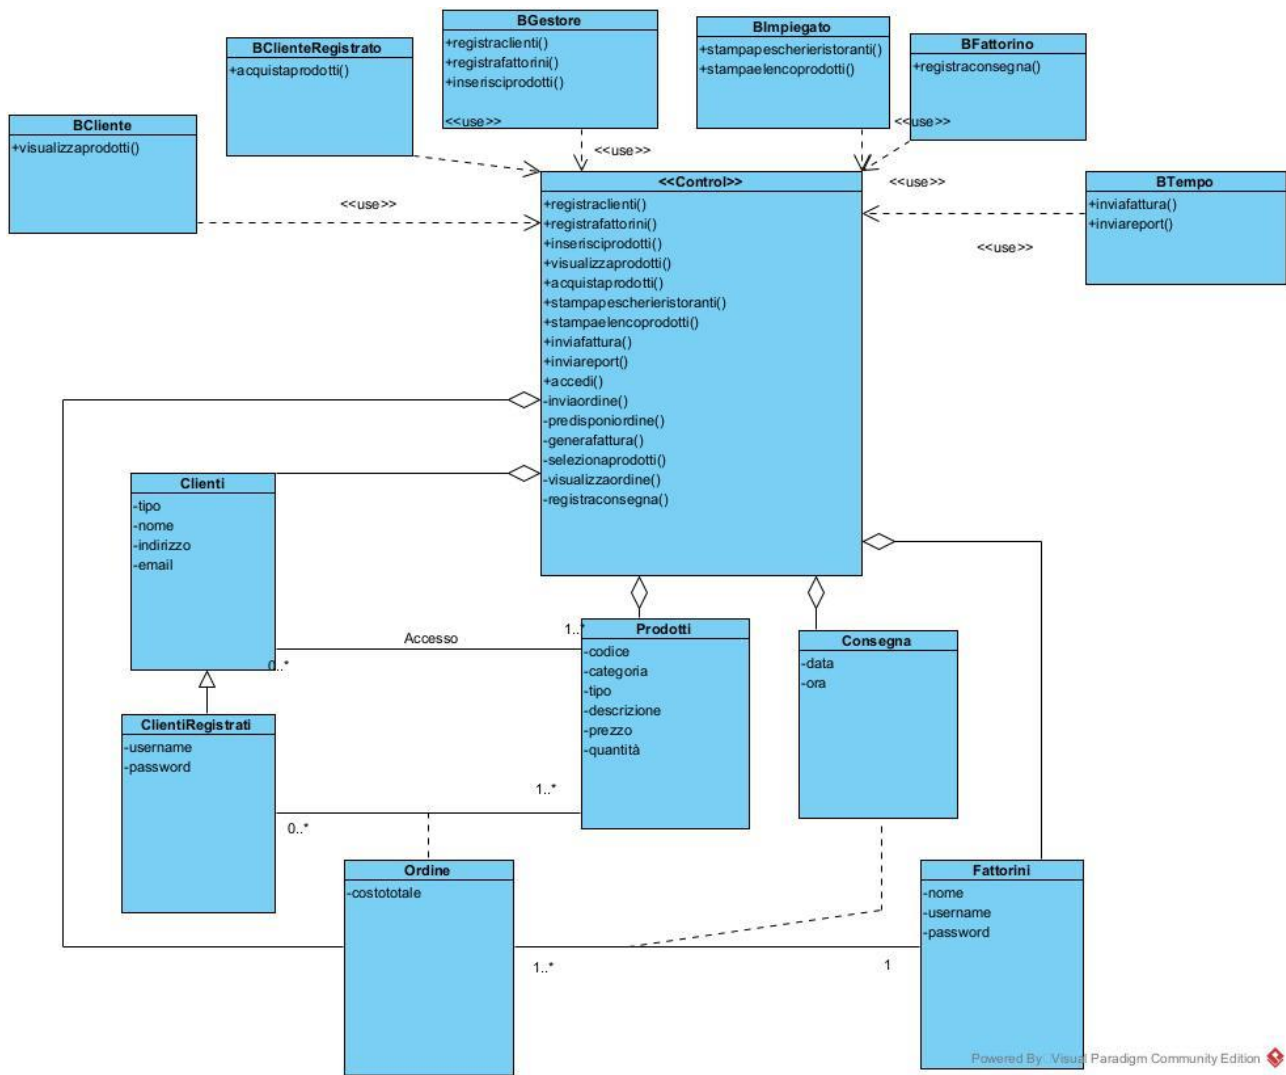 BGestore
+registraclienti()
+registrafattorini()
+inserisciprodotti()
<<use>>
BImpiegato
+stampapescherieristoranti()
+stampaelencoprodotti()
BClienteRegistrato
+acquistaprodotti()
BFattorino
+registraconsegna()
<<use>>
BCliente
+visualizzaprodotti()
<<use>>
<<use>>
<<use>>
BTempo
+inviafattura()
+inviareport()
<<use>>
<<Control>>
+registraclienti()
+registrafattorini()
+inserisciprodotti()
+visualizzaprodotti()
+acquistaprodotti()
+stampapescherieristoranti()
+stampaelencoprodotti()
+inviafattura()
+inviareport()
+accedi()
-inviaordine()
-predisponiordine()
-generafattura()
-selezionaprodotti()
-visualizzaordine()
-registraconsegna()
Clienti
-tipo
-nome
-indirizzo
-email
Accesso
0..*
1..*
Prodotti
-codice
-categoria
-tipo
-descrizione
-prezzo
-quantità
Consegna
-data
-ora
ClientiRegistrati
-username
-password
0..*
1..*
Ordine
-costototale
1..*
1
Fattorini
-nome
-username
-password
Powered By Visual Paradigm Community Edition